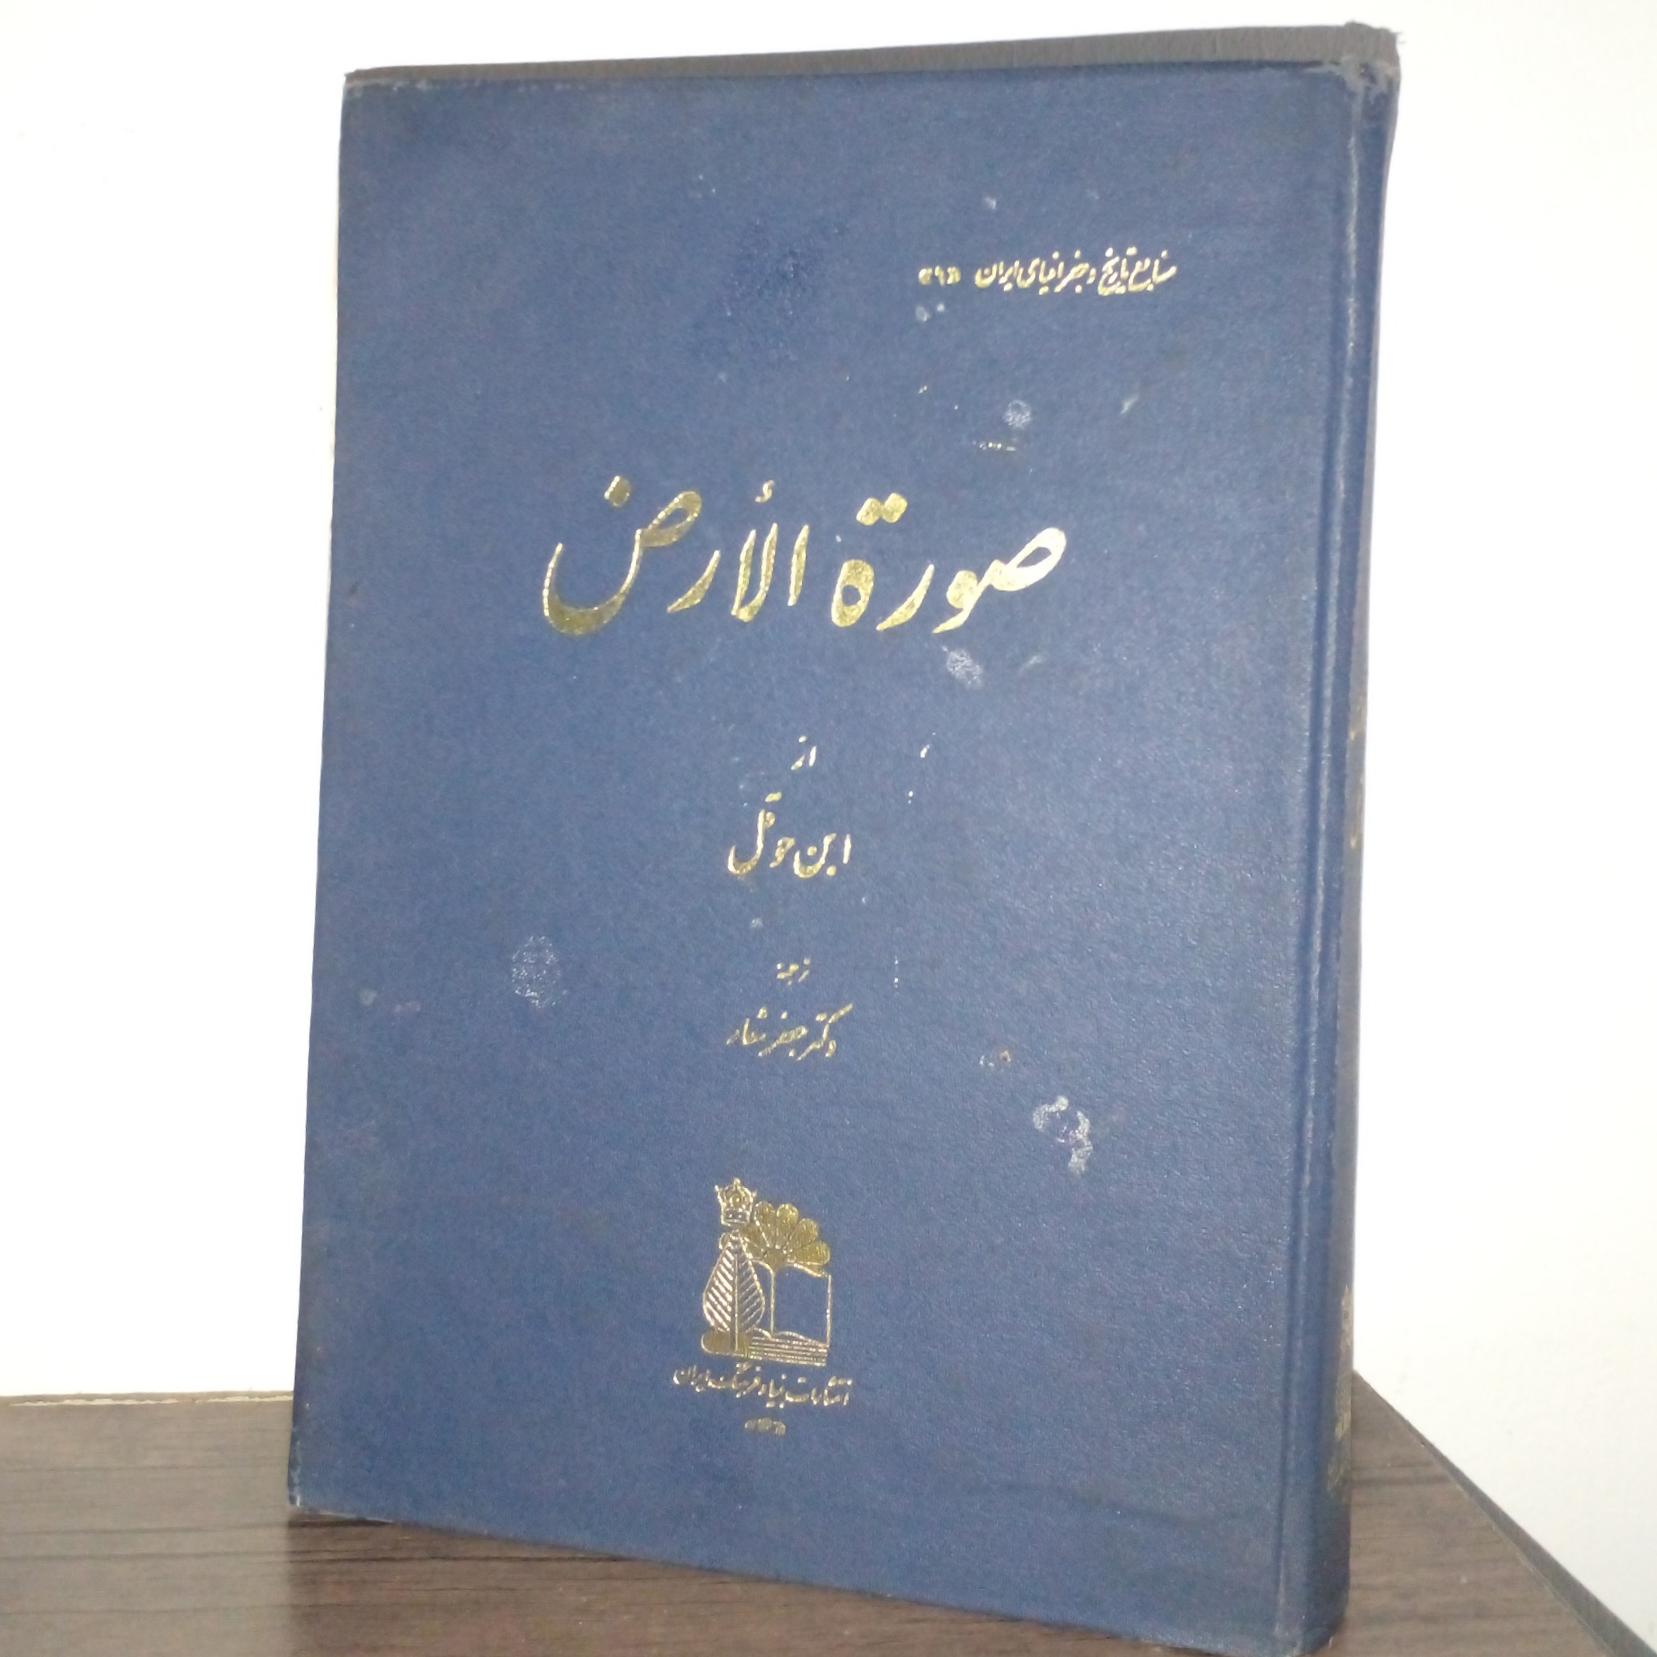 منابع تاریخ و جغرافیای ایران
صورة الأرض
از
ابن حوقل
ترجمهٔ
دکتر جعفر شعار
انتشارات بنیاد فرهنگ ایران